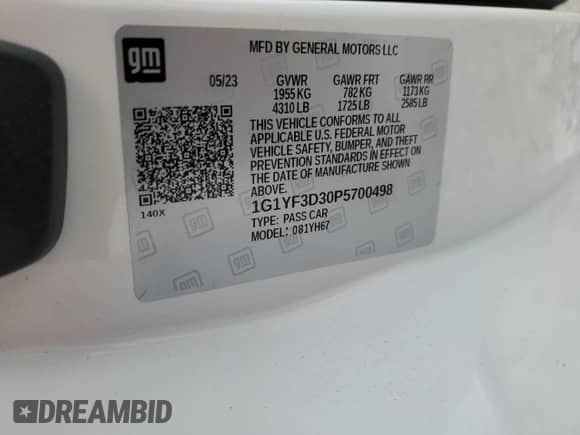 gm
MFD BY GENERAL MOTORS LLC
05/23 GVWR GAWR FRT GAWR RR
1955 KG 782 KG 1173 KG
4310 LB 1725 LB 2585 LB
THIS VEHICLE CONFORMS TO ALL
APPLICABLE U.S. FEDERAL MOTOR
VEHICLE SAFETY, BUMPER, AND THEFT
PREVENTION STANDARDS IN EFFECT ON
THE DATE OF MANUFACTURE SHOWN
ABOVE.
140X
1G1YF3D30P5700498
TYPE: PASS CAR
MODEL: 081YH67
DREAMBID